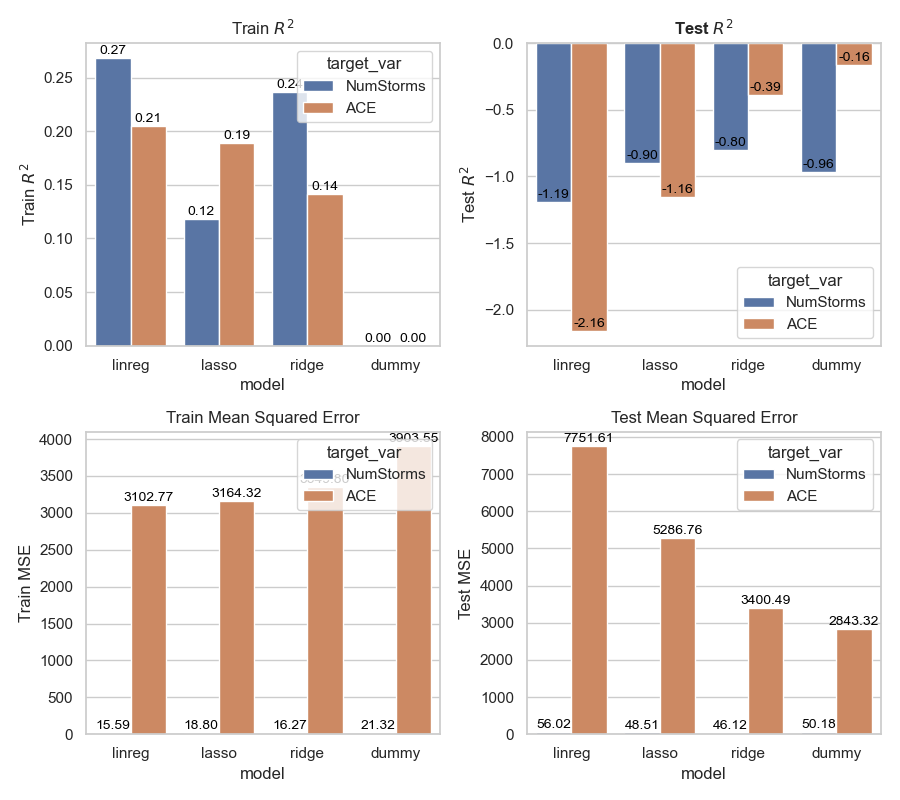 Train R²
Train R²
0.25
0.20
0.15
0.10
0.05
0.00
0.27
0.21
0.12
0.19
0.24
0.14
0.00
0.00
target_var
NumStorms
ACE
linreg
lasso
ridge
dummy
model
Test R²
Test R²
0.0
−0.5
−1.0
−1.5
−2.0
-1.19
-2.16
-0.90
-1.16
-0.80
-0.39
-0.96
-0.16
target_var
NumStorms
ACE
linreg
lasso
ridge
dummy
model
Train Mean Squared Error
Train MSE
4000
3500
3000
2500
2000
1500
1000
500
0
15.59
3102.77
18.80
3164.32
16.27
21.32
3903.55
target_var
NumStorms
ACE
linreg
lasso
ridge
dummy
model
Test Mean Squared Error
Test MSE
8000
7000
6000
5000
4000
3000
2000
1000
0
56.02
7751.61
48.51
5286.76
46.12
3400.49
50.18
2843.32
target_var
NumStorms
ACE
linreg
lasso
ridge
dummy
model